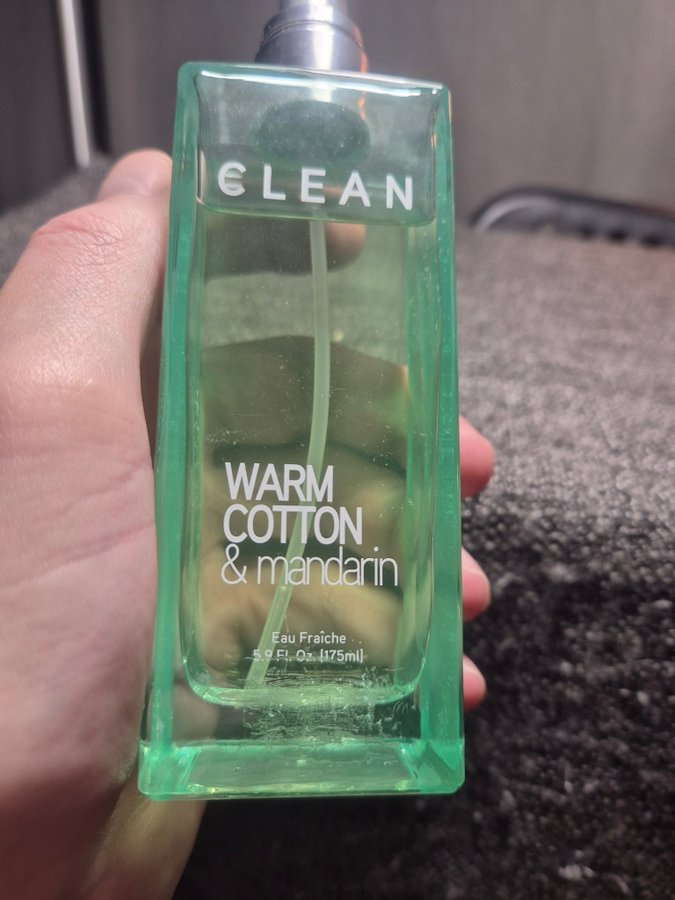 CLEAN
WARM
COTTON
& mandarin
Eau Fraîche
5.9 Fl. Oz. [175ml]